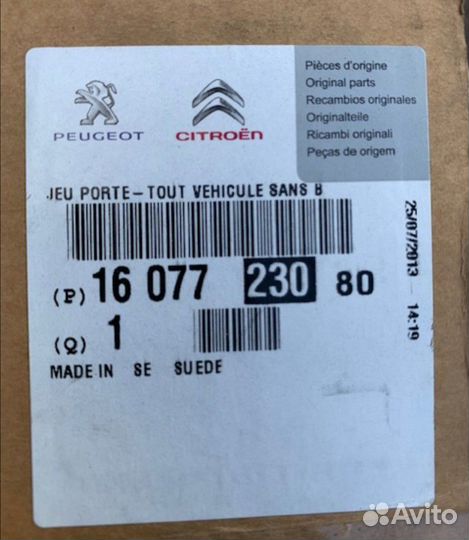 PEUGEOT
CITROËN
Pièces d'origine
Original parts
Recambios originales
Originalteile
Ricambi originali
Peças de origem
JEU PORTE-TOUT VEHICULE SANS B
25/07/2013 - 14:19
(P) 16 077 230 80
(Q) 1
MADE IN SE SUEDE
Avito